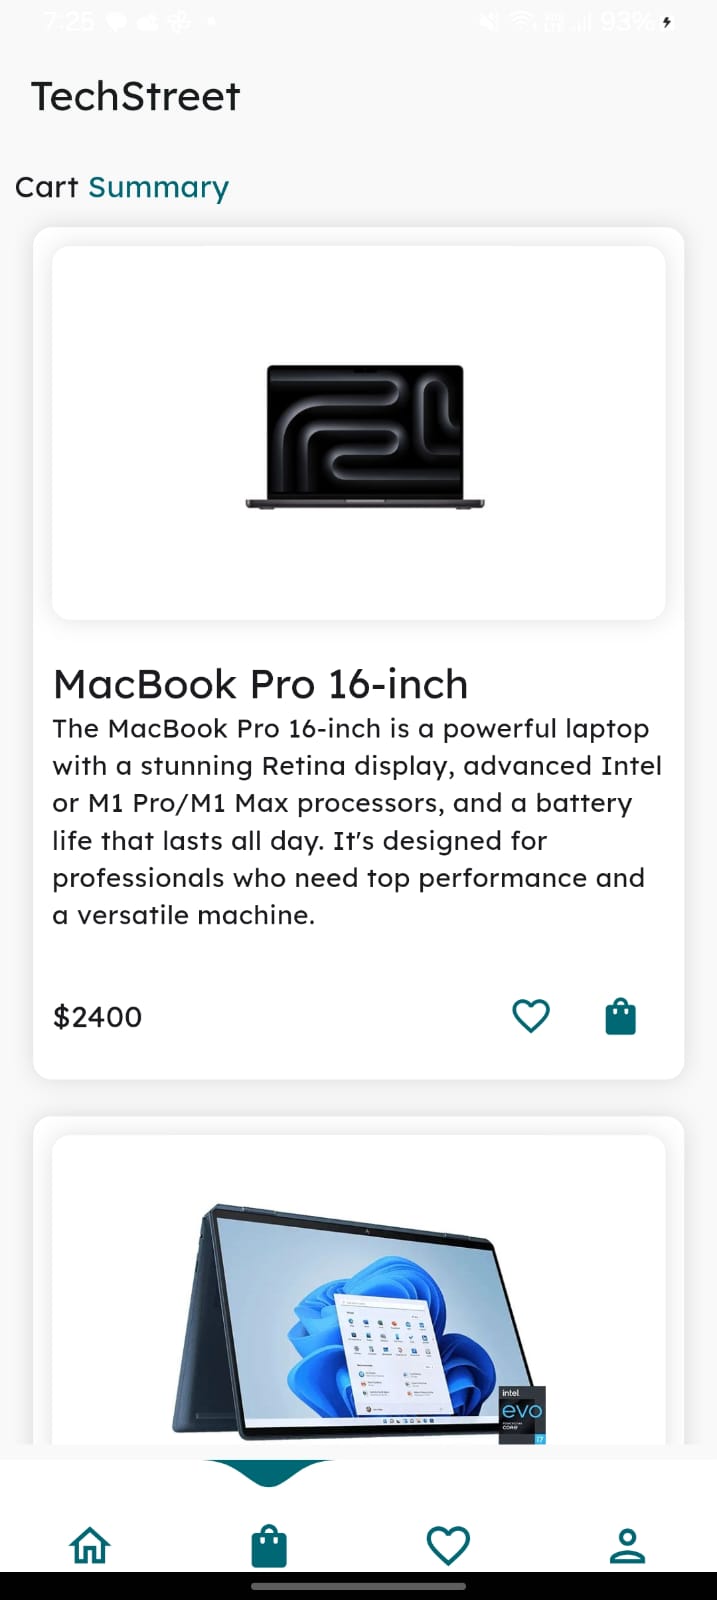 7:25 93%
TechStreet
Cart Summary
MacBook Pro 16-inch
The MacBook Pro 16-inch is a powerful laptop
with a stunning Retina display, advanced Intel
or M1 Pro/M1 Max processors, and a battery
life that lasts all day. It's designed for
professionals who need top performance and
a versatile machine.
$2400
intel
evo
CORE
i7